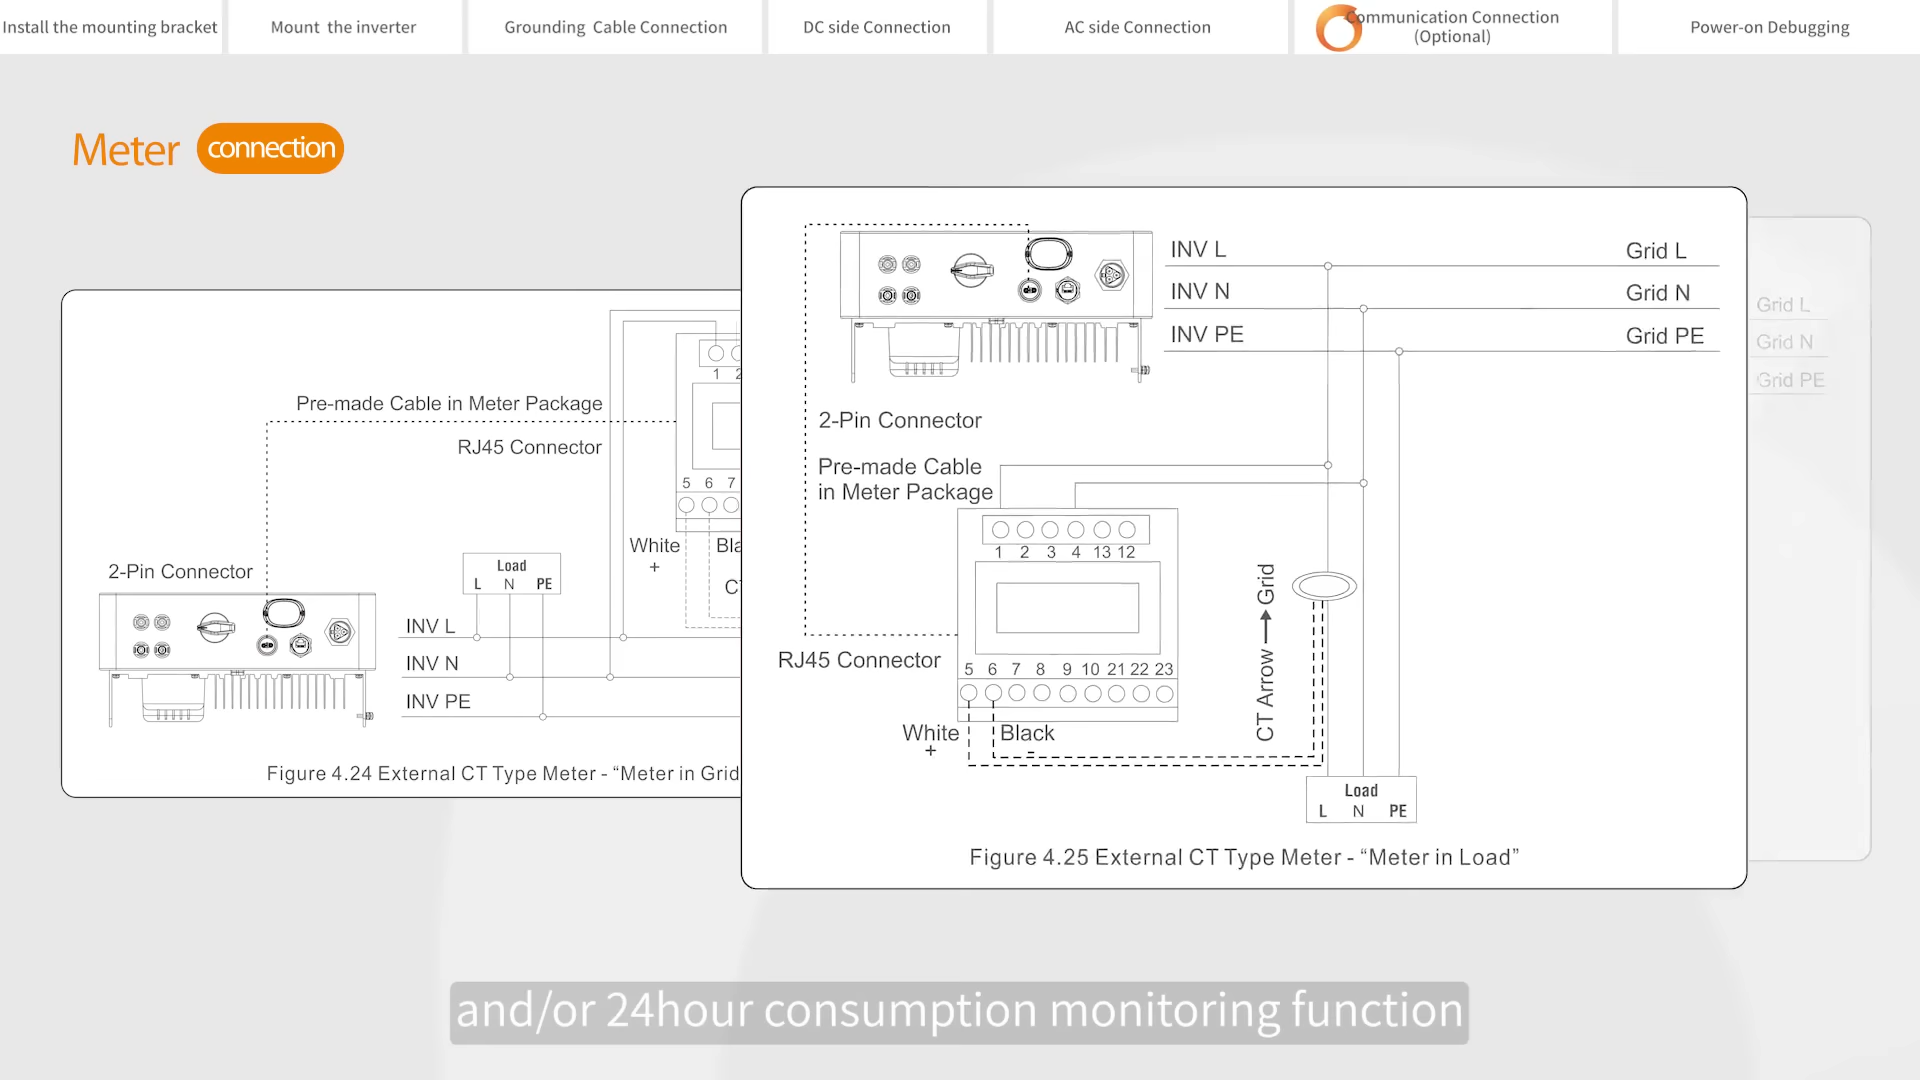 Install the mounting bracket
Mount the inverter
Grounding Cable Connection
DC side Connection
AC side Connection
Communication Connection
(Optional)
Power-on Debugging
Meter connection
Pre-made Cable in Meter Package
RJ45 Connector
1
5 6 7
White
+
2-Pin Connector
Load
L N PE
INV L
INV N
INV PE
Figure 4.24 External CT Type Meter - “Meter in Grid
INV L
Grid L
INV N
Grid N
INV PE
Grid PE
2-Pin Connector
Pre-made Cable
in Meter Package
1 2 3 4 13 12
RJ45 Connector
5 6 7 8 9 10 21 22 23
White
+
Black
-
CT Arrow → Grid
Load
L N PE
Figure 4.25 External CT Type Meter - “Meter in Load”
Grid L
Grid N
Grid PE
and/or 24hour consumption monitoring function